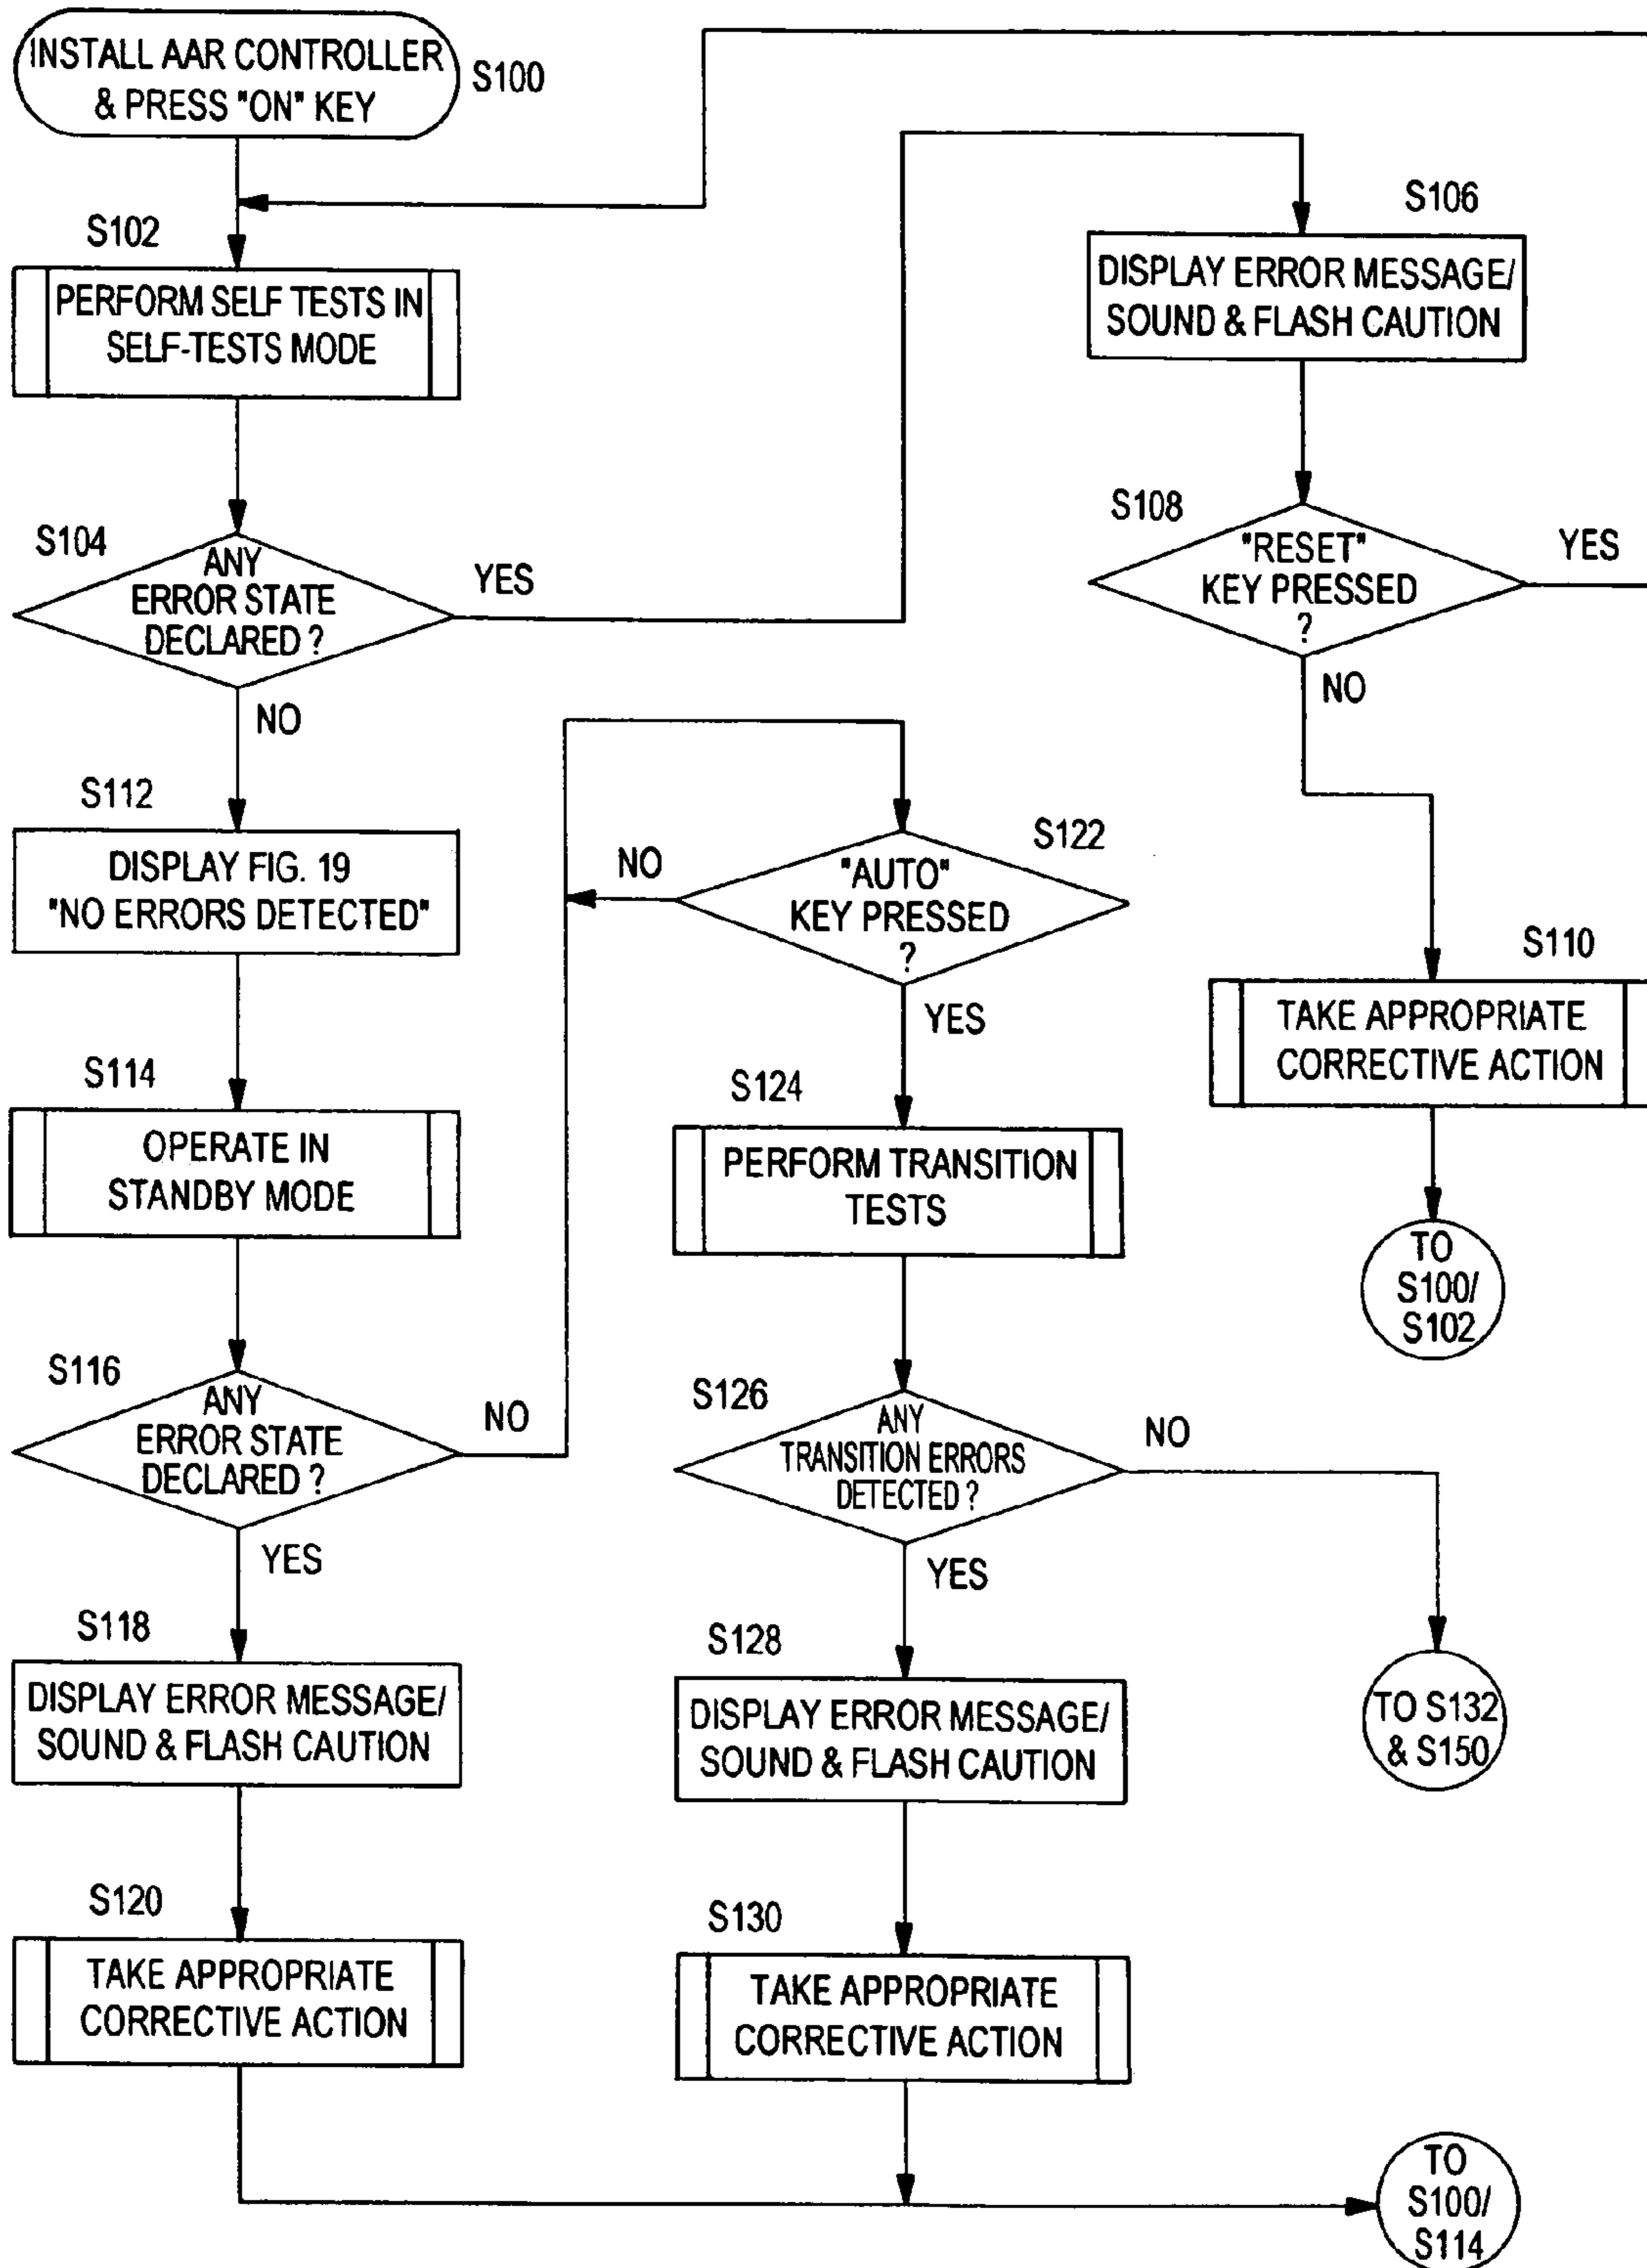 INSTALL AAR CONTROLLER
& PRESS "ON" KEY
S100
S102
PERFORM SELF TESTS IN
SELF-TESTS MODE
S104
ANY
ERROR STATE
DECLARED ?
YES
NO
S106
DISPLAY ERROR MESSAGE/
SOUND & FLASH CAUTION
S108
"RESET"
KEY PRESSED
?
YES
NO
S110
TAKE APPROPRIATE
CORRECTIVE ACTION
TO
S100/
S102
S112
DISPLAY FIG. 19
"NO ERRORS DETECTED"
S114
OPERATE IN
STANDBY MODE
S116
ANY
ERROR STATE
DECLARED ?
NO
YES
S118
DISPLAY ERROR MESSAGE/
SOUND & FLASH CAUTION
S120
TAKE APPROPRIATE
CORRECTIVE ACTION
S122
"AUTO"
KEY PRESSED
?
NO
YES
S124
PERFORM TRANSITION
TESTS
S126
ANY
TRANSITION ERRORS
DETECTED ?
NO
YES
TO S132
& S150
S128
DISPLAY ERROR MESSAGE/
SOUND & FLASH CAUTION
S130
TAKE APPROPRIATE
CORRECTIVE ACTION
TO
S100/
S114